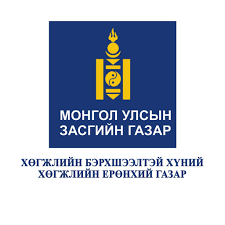 МОНГОЛ УЛСЫН
ЗАСГИЙН ГАЗАР
ХӨГЖЛИЙН БЭРХШЭЭЛТЭЙ ХҮНИЙ
ХӨГЖЛИЙН ЕРӨНХИЙ ГАЗАР